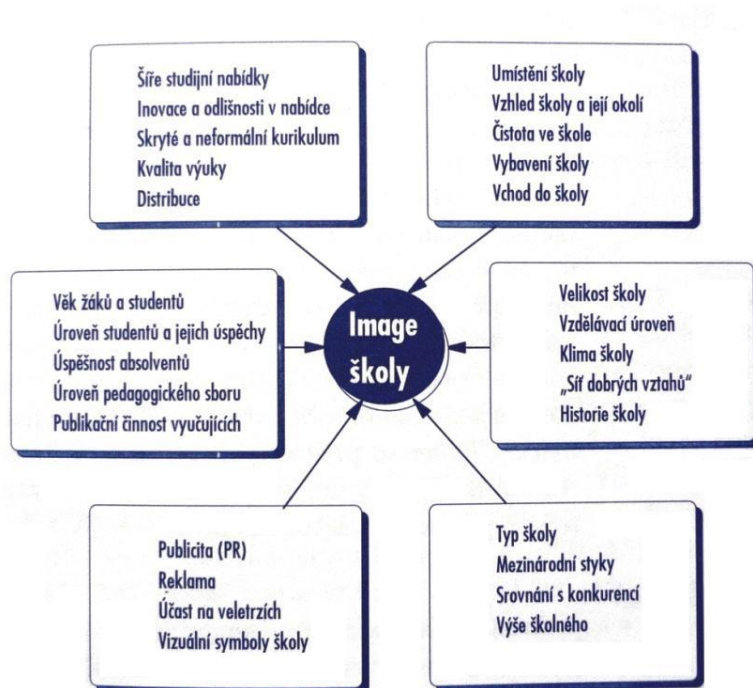 Šíře studijní nabídky
Inovace a odlišnosti v nabídce
Skryté a neformální kurikulum
Kvalita výuky
Distribuce
Umístění školy
Vzhled školy a její okolí
Čistota ve škole
Vybavení školy
Vchod do školy
Věk žáků a studentů
Úroveň studentů a jejich úspěchy
Úspěšnost absolventů
Úroveň pedagogického sboru
Publikační činnost vyučujících
Image
školy
Velikost školy
Vzdělávací úroveň
Klima školy
„Síť dobrých vztahů“
Historie školy
Publicita (PR)
Reklama
Účast na veletrzích
Vizuální symboly školy
Typ školy
Mezinárodní styky
Srovnání s konkurencí
Výše školného